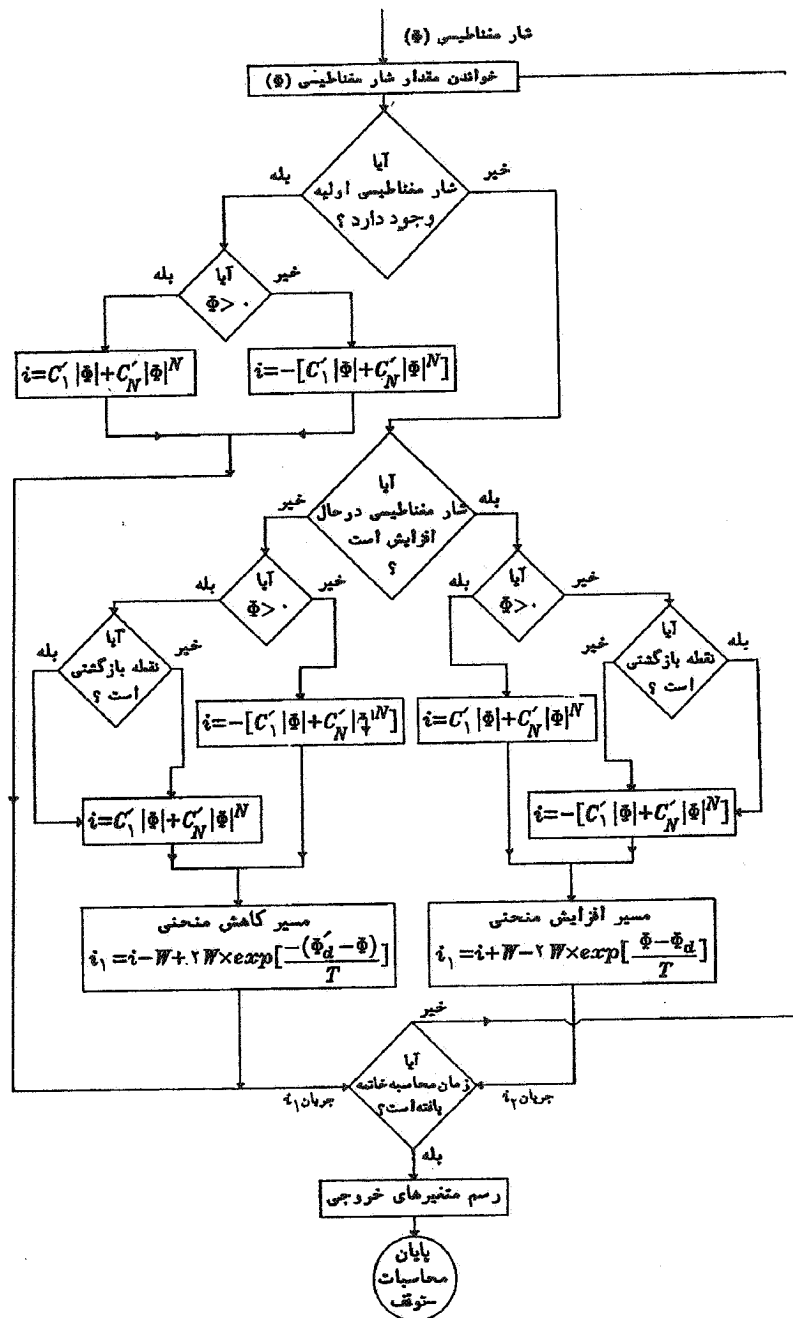 شار مغناطیسی (Φ)
خواندن مقدار شار مغناطیسی (Φ)
آیا
شار مغناطیسی اولیه
وجود دارد ؟
بله
خیر
آیا
Φ> ۰
بله
خیر
i=C′۱ |Φ|+C′N |Φ|^N
i=-[C′۱ |Φ|+C′N |Φ|^N]
آیا
شار مغناطیسی درحال
افزایش است
؟
خیر
بله
آیا
Φ> ۰
بله
خیر
آیا
Φ>۰
بله
خیر
آیا
نقطه بازگشتی
است ؟
بله
خیر
آیا
نقطه بازگشتی
است ؟
خیر
بله
i=-[C′۱ |Φ|+C′N |^N]
i=C′۱ |Φ|+C′N |Φ|^N
i=C′۱ |Φ|+C′N |Φ|^N
i=-[C′۱ |Φ|+C′N |Φ|^N]
مسیر کاهش منحنی
i۱ =i-W+۲W×exp[-(Φ′d -Φ)/T]
مسیر افزایش منحنی
i۱ =i+W-۲W×exp[Φ-Φd/T]
خیر
آیا
زمان محاسبه خاتمه
یافته است؟
جریان i۱
جریان i۲
بله
رسم متغیرهای خروجی
پایان
محاسبات
-توقف